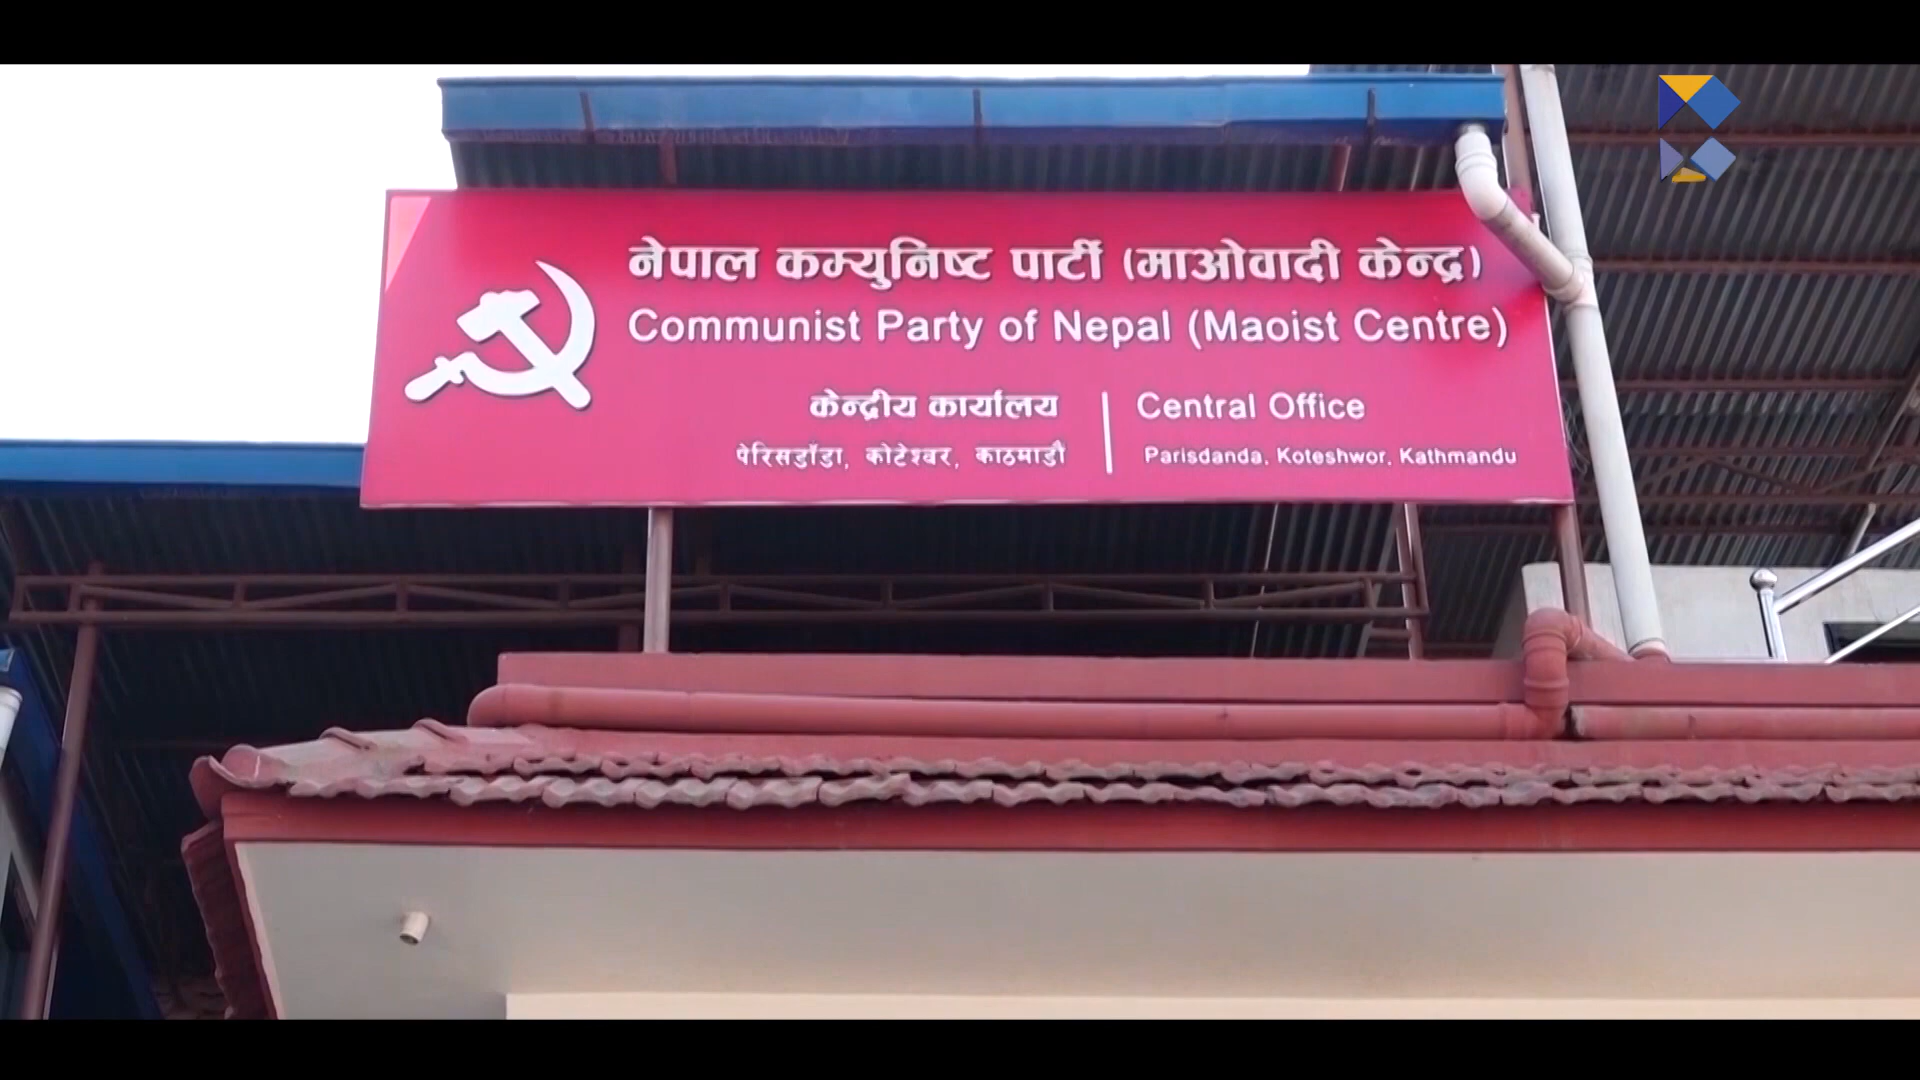 नेपाल कम्युनिष्ट पार्टी (माओवादी केन्द्र)
Communist Party of Nepal (Maoist Centre)
केन्द्रीय कार्यालय
पेरिसडाँडा, कोटेश्वर, काठमाडौं
Central Office
Parisdanda, Koteshwor, Kathmandu